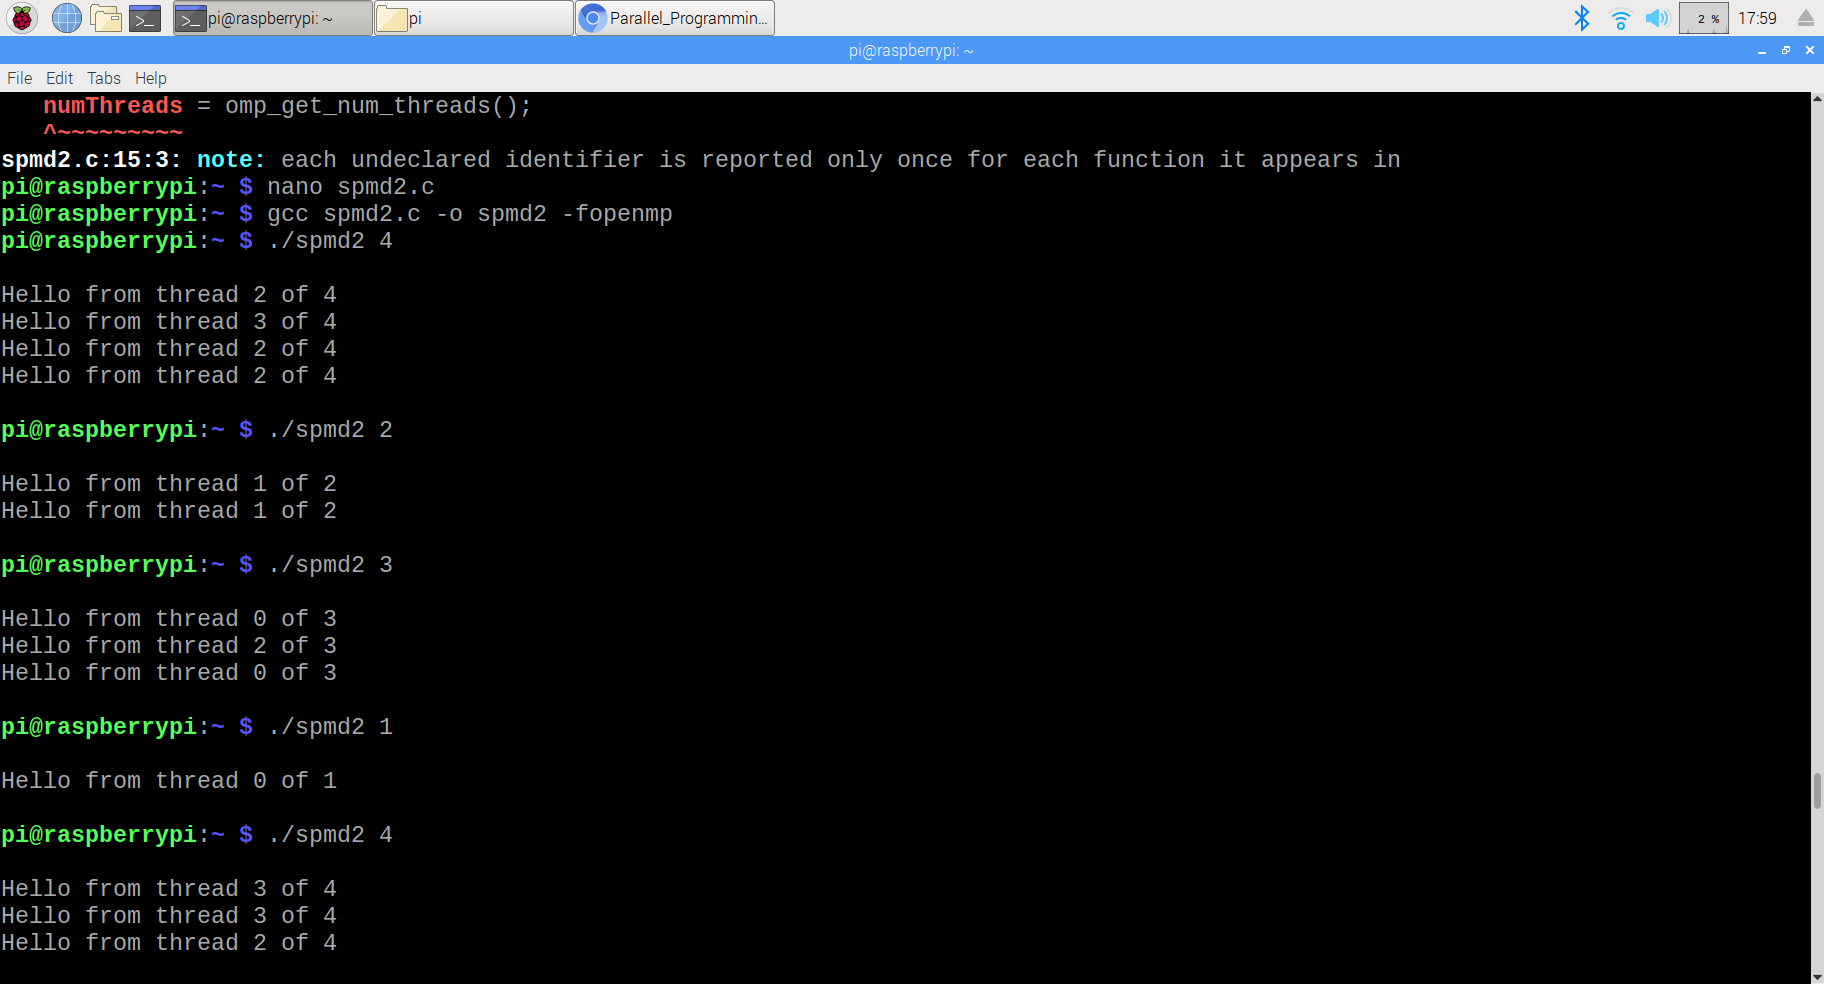 pi@raspberrypi: ~
pi
Parallel_Programmin...
2 %
17:59
pi@raspberrypi: ~
File Edit Tabs Help
numThreads = omp_get_num_threads();
^~~~~~~~~~
spmd2.c:15:3: note: each undeclared identifier is reported only once for each function it appears in
pi@raspberrypi:~ $ nano spmd2.c
pi@raspberrypi:~ $ gcc spmd2.c -o spmd2 -fopenmp
pi@raspberrypi:~ $ ./spmd2 4
Hello from thread 2 of 4
Hello from thread 3 of 4
Hello from thread 2 of 4
Hello from thread 2 of 4
pi@raspberrypi:~ $ ./spmd2 2
Hello from thread 1 of 2
Hello from thread 1 of 2
pi@raspberrypi:~ $ ./spmd2 3
Hello from thread 0 of 3
Hello from thread 2 of 3
Hello from thread 0 of 3
pi@raspberrypi:~ $ ./spmd2 1
Hello from thread 0 of 1
pi@raspberrypi:~ $ ./spmd2 4
Hello from thread 3 of 4
Hello from thread 3 of 4
Hello from thread 2 of 4